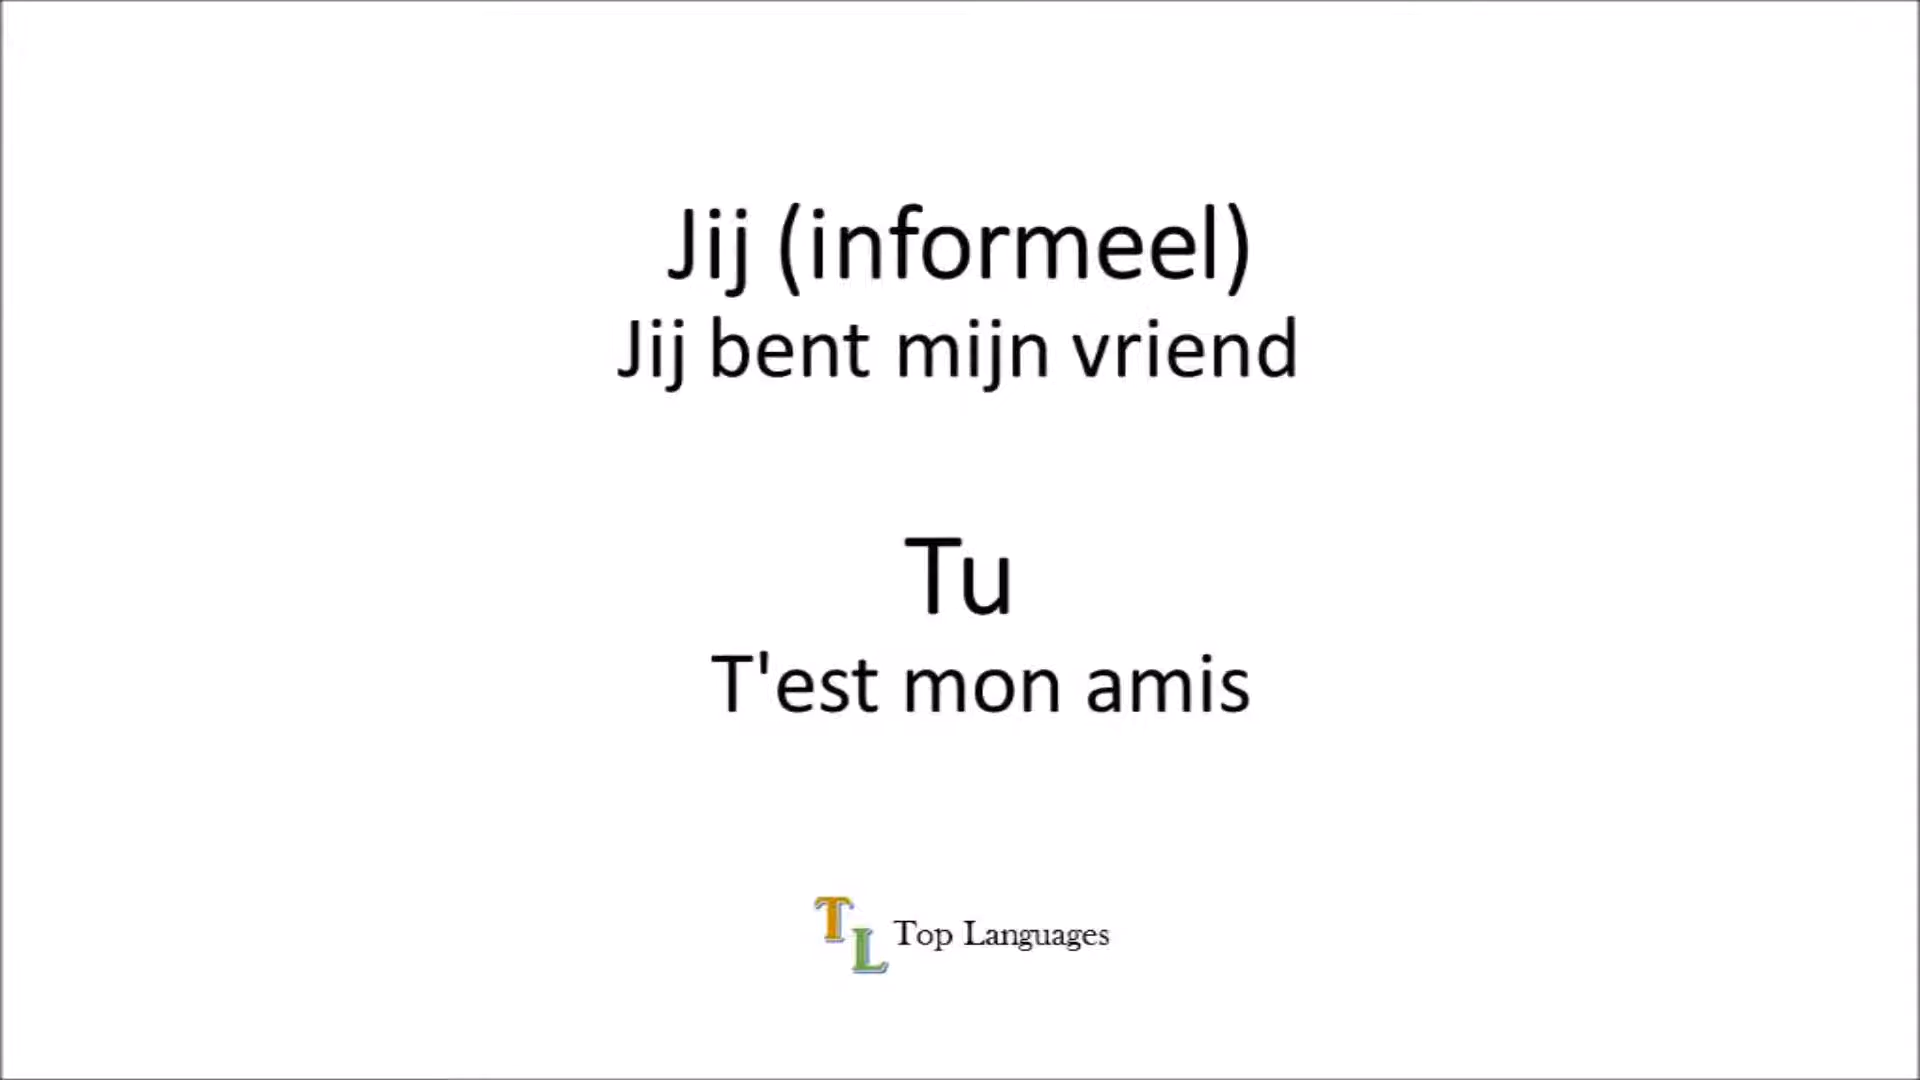 Jij (informeel)
Jij bent mijn vriend
Tu
T'est mon amis
TL Top Languages